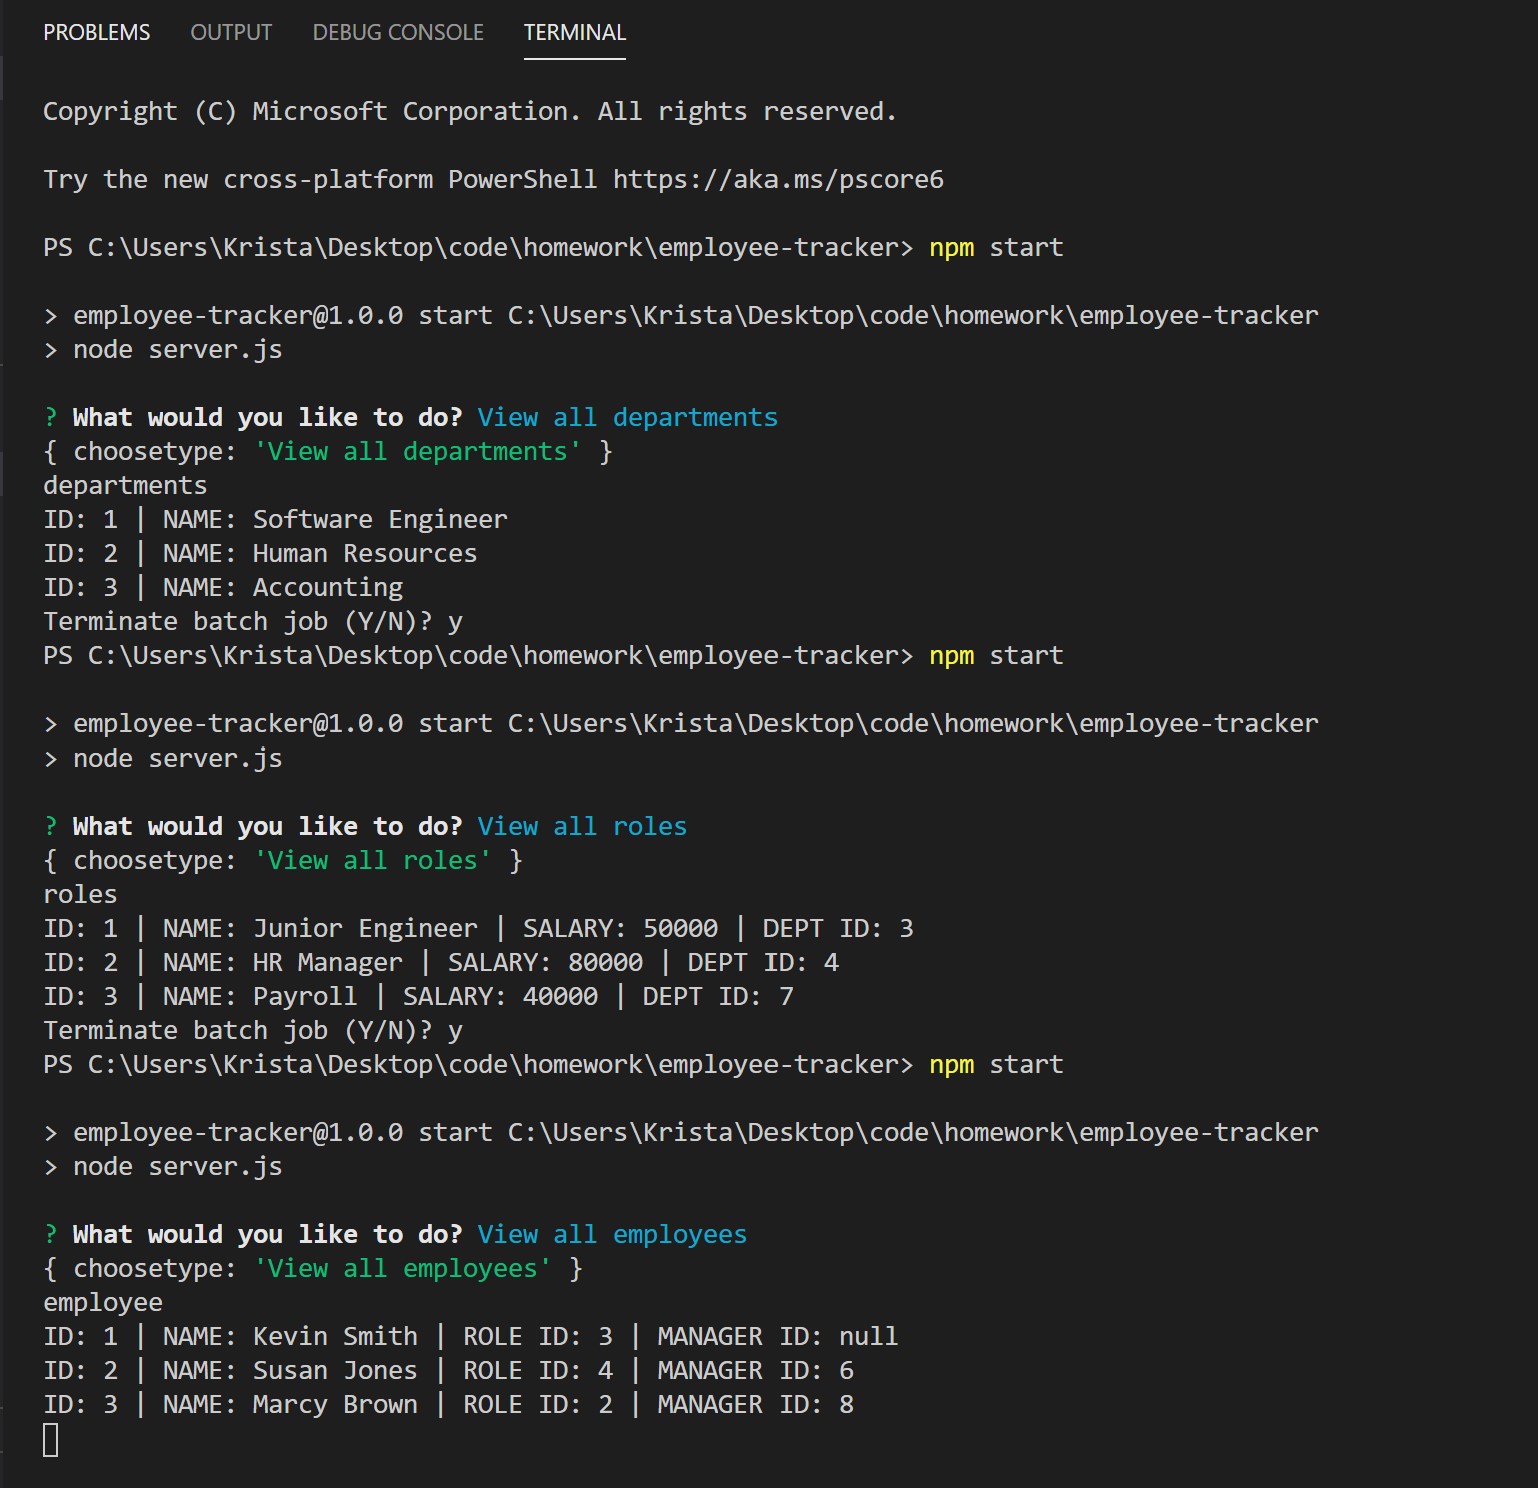 PROBLEMS OUTPUT DEBUG CONSOLE TERMINAL
Copyright (C) Microsoft Corporation. All rights reserved.
Try the new cross-platform PowerShell https://aka.ms/pscore6
PS C:\Users\Krista\Desktop\code\homework\employee-tracker> npm start
> employee-tracker@1.0.0 start C:\Users\Krista\Desktop\code\homework\employee-tracker
> node server.js
? What would you like to do? View all departments
{ choosetype: 'View all departments' }
departments
ID: 1 | NAME: Software Engineer
ID: 2 | NAME: Human Resources
ID: 3 | NAME: Accounting
Terminate batch job (Y/N)? y
PS C:\Users\Krista\Desktop\code\homework\employee-tracker> npm start
> employee-tracker@1.0.0 start C:\Users\Krista\Desktop\code\homework\employee-tracker
> node server.js
? What would you like to do? View all roles
{ choosetype: 'View all roles' }
roles
ID: 1 | NAME: Junior Engineer | SALARY: 50000 | DEPT ID: 3
ID: 2 | NAME: HR Manager | SALARY: 80000 | DEPT ID: 4
ID: 3 | NAME: Payroll | SALARY: 40000 | DEPT ID: 7
Terminate batch job (Y/N)? y
PS C:\Users\Krista\Desktop\code\homework\employee-tracker> npm start
> employee-tracker@1.0.0 start C:\Users\Krista\Desktop\code\homework\employee-tracker
> node server.js
? What would you like to do? View all employees
{ choosetype: 'View all employees' }
employee
ID: 1 | NAME: Kevin Smith | ROLE ID: 3 | MANAGER ID: null
ID: 2 | NAME: Susan Jones | ROLE ID: 4 | MANAGER ID: 6
ID: 3 | NAME: Marcy Brown | ROLE ID: 2 | MANAGER ID: 8